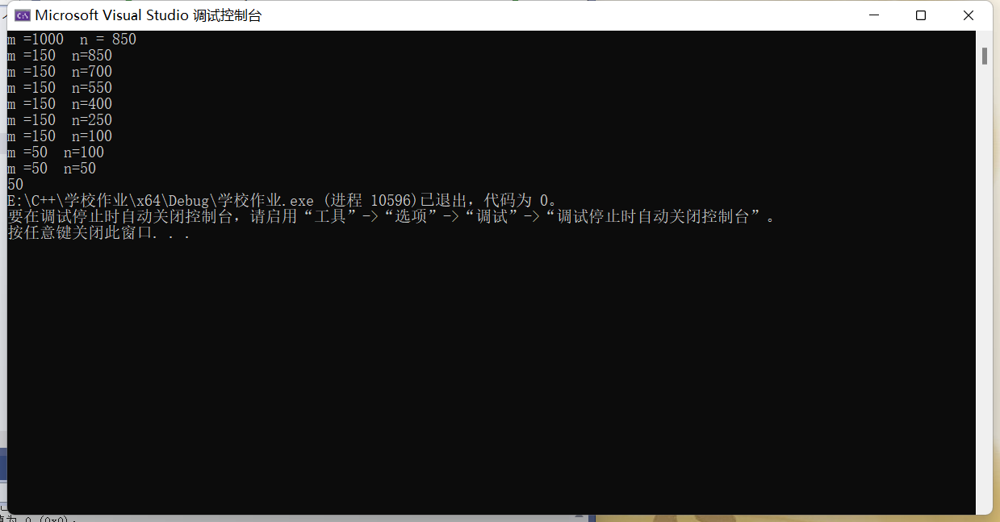 Microsoft Visual Studio 调试控制台
m =1000  n = 850
m =150  n=850
m =150  n=700
m =150  n=550
m =150  n=400
m =150  n=250
m =150  n=100
m =50  n=100
m =50  n=50
50
E:\C++\学校作业\x64\Debug\学校作业.exe (进程 10596)已退出，代码为 0。
要在调试停止时自动关闭控制台，请启用“工具”->“选项”->“调试”->“调试停止时自动关闭控制台”。
按任意键关闭此窗口. . .
为 0 (0x0)。